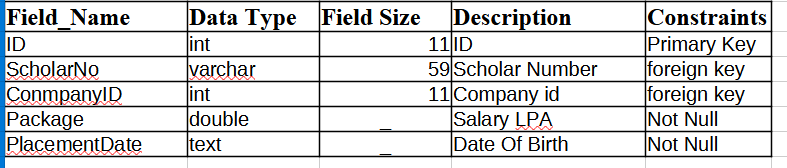 Field_Name Data Type Field Size Description Constraints
ID int 11 ID Primary Key
ScholarNo varchar 59 Scholar Number foreign key
ConmpanyID int 11 Company id foreign key
Package double _ Salary LPA Not Null
PlacementDate text _ Date Of Birth Not Null